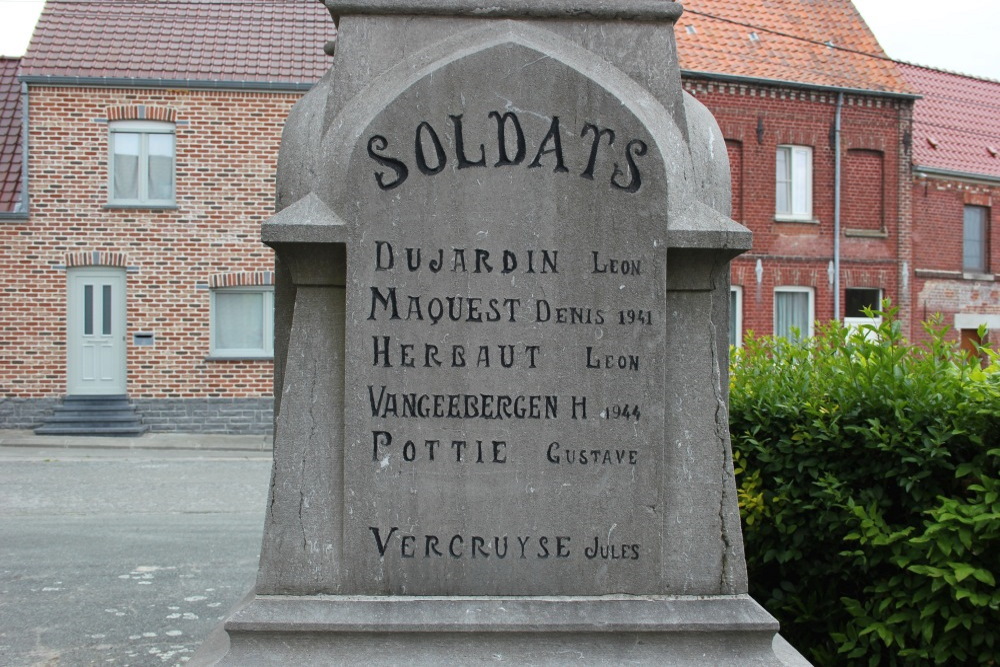 SOLDATS
DUJARDIN LEON
MAQUEST DENIS 1941
HERBAUT LEON
VANGEEBERGEN H 1944
POTTIE GUSTAVE
VERCRUYSE JULES